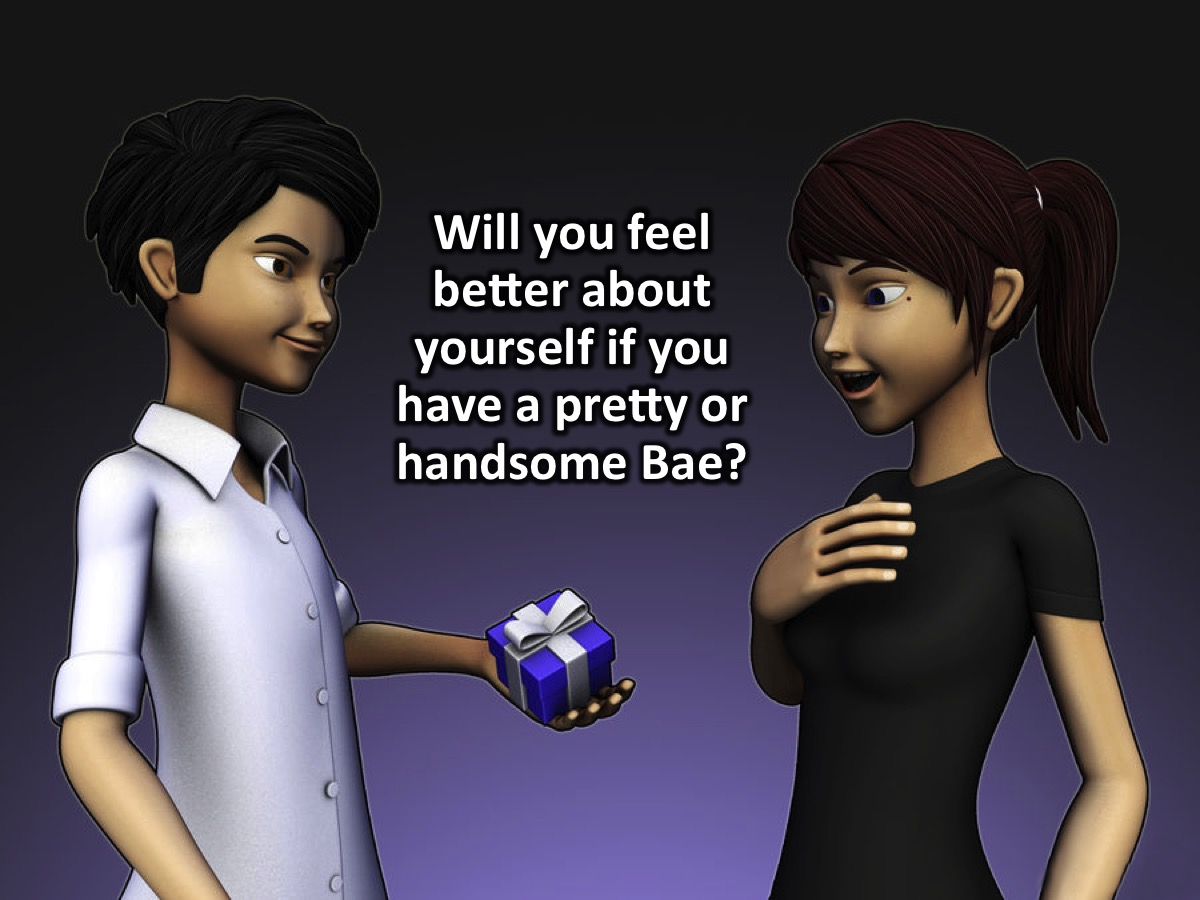 Will you feel
better about
yourself if you
have a pretty or
handsome Bae?